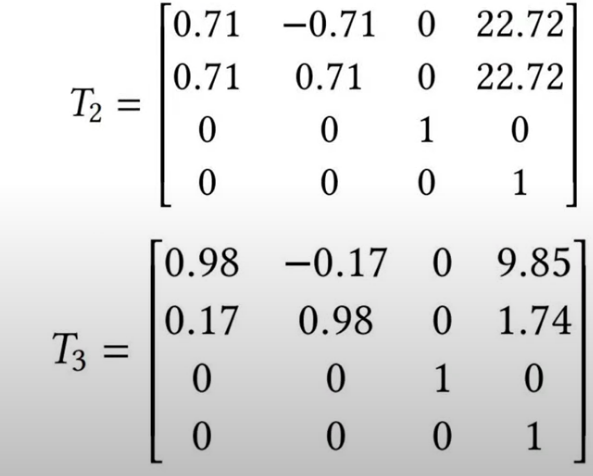 0.71 −0.71 0 22.72
0.71 0.71 0 22.72
T₂ =
0 0 1 0
0 0 0 1
0.98 −0.17 0 9.85
0.17 0.98 0 1.74
T₃ =
0 0 1 0
0 0 0 1